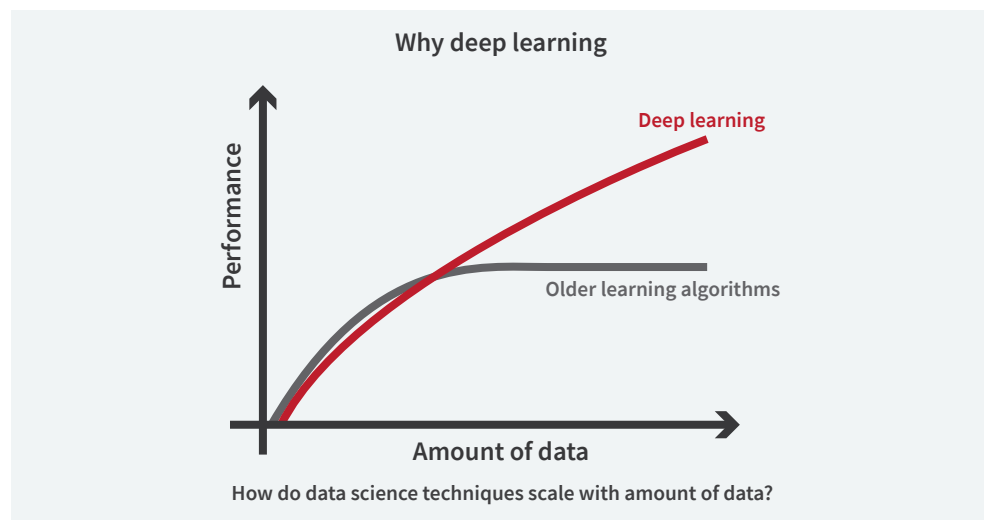 Why deep learning
Deep learning
Performance
Older learning algorithms
Amount of data
How do data science techniques scale with amount of data?